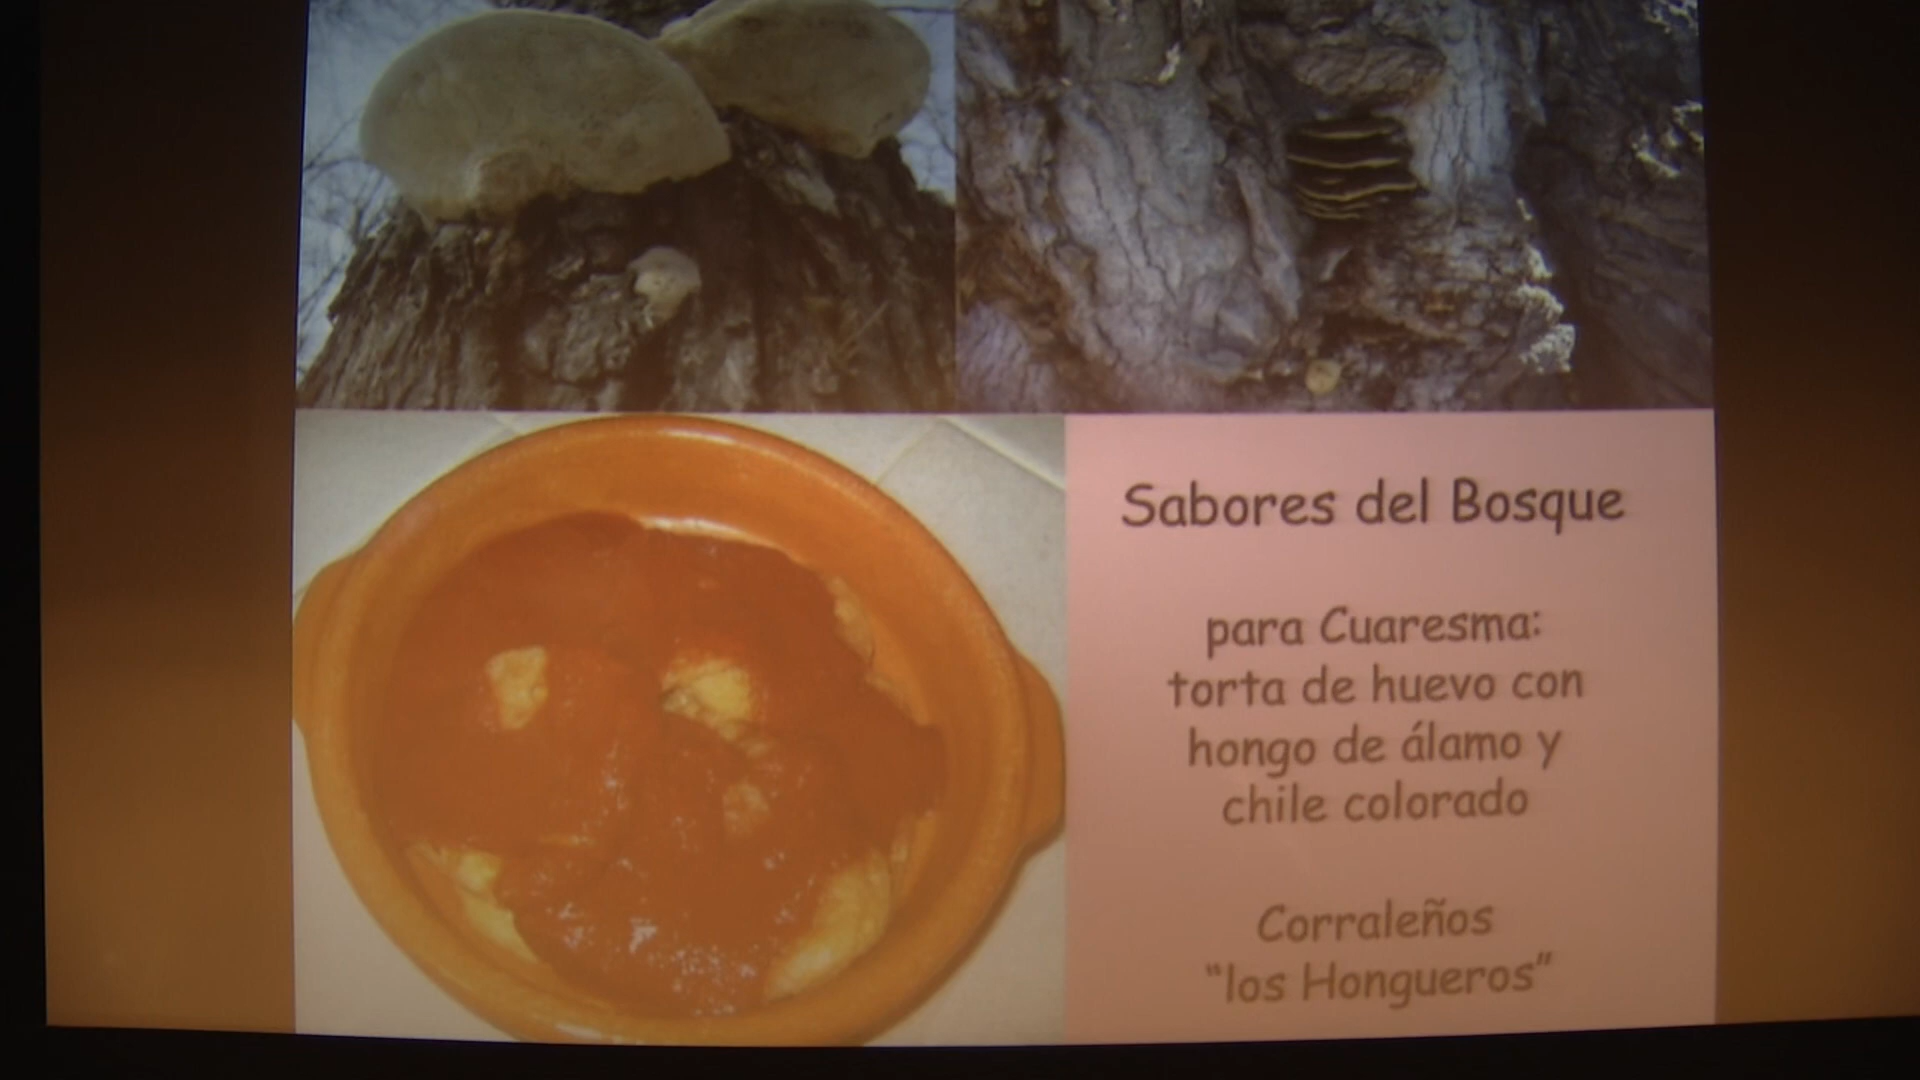 Sabores del Bosque
para Cuaresma:
torta de huevo con
hongo de álamo y
chile colorado
Corraleños
“los Hongueros”